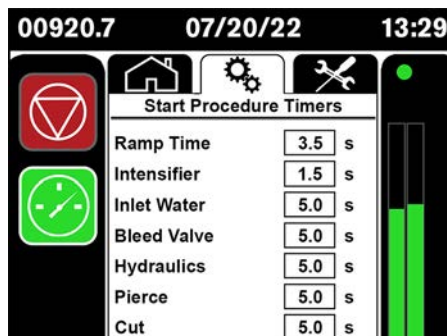 00920.7 07/20/22 13:29
Start Procedure Timers
Ramp Time 3.5 s
Intensifier 1.5 s
Inlet Water 5.0 s
Bleed Valve 5.0 s
Hydraulics 5.0 s
Pierce 5.0 s
Cut 5.0 s